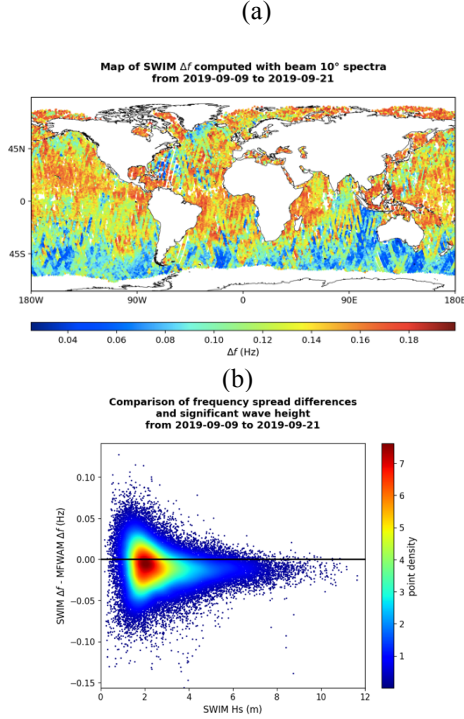 (a)
Map of SWIM Δf computed with beam 10° spectra
from 2019-09-09 to 2019-09-21
45N
0
45S
180W 90W 0 90E 180E
0.04 0.06 0.08 0.10 0.12 0.14 0.16 0.18
Δf (Hz)
(b)
Comparison of frequency spread differences
and significant wave height
from 2019-09-09 to 2019-09-21
SWIM Δf - MFWAM Δf (Hz)
0.10
0.05
0.00
−0.05
−0.10
−0.15
0 2 4 6 8 10 12
SWIM Hs (m)
7
6
5
4
3
2
1
point density